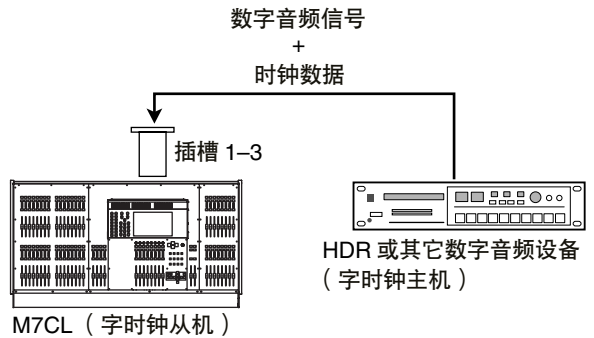 数字音频信号
+
时钟数据
插槽 1–3
HDR 或其它数字音频设备
（字时钟主机）
M7CL （字时钟从机）